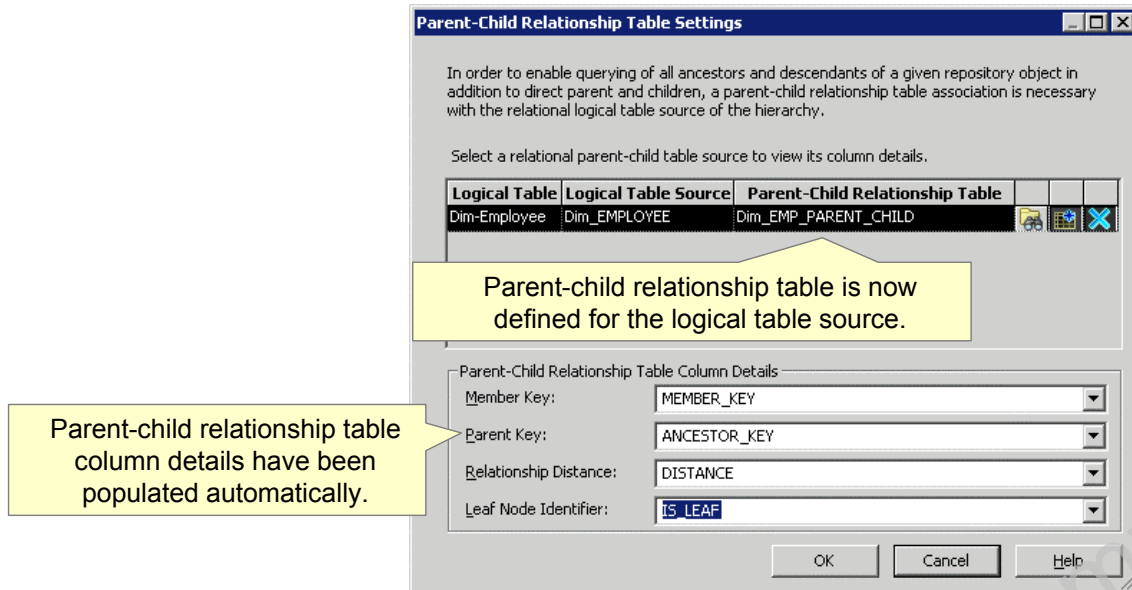 Parent-Child Relationship Table Settings
In order to enable querying of all ancestors and descendants of a given repository object in
addition to direct parent and children, a parent-child relationship table association is necessary
with the relational logical table source of the hierarchy.
Select a relational parent-child table source to view its column details.
Logical Table Logical Table Source Parent-Child Relationship Table
Dim-Employee Dim_EMPLOYEE Dim_EMP_PARENT_CHILD
Parent-child relationship table is now
defined for the logical table source.
Parent-Child Relationship Table Column Details
Member Key: MEMBER_KEY
Parent Key: ANCESTOR_KEY
Relationship Distance: DISTANCE
Leaf Node Identifier: IS_LEAF
Parent-child relationship table
column details have been
populated automatically.
OK Cancel Help